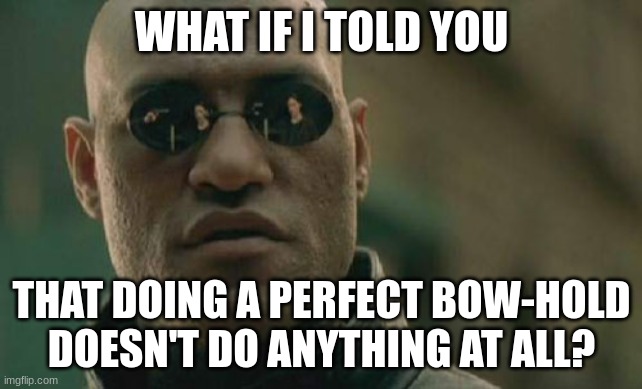 WHAT IF I TOLD YOU
THAT DOING A PERFECT BOW-HOLD
DOESN'T DO ANYTHING AT ALL?
imgflip.com